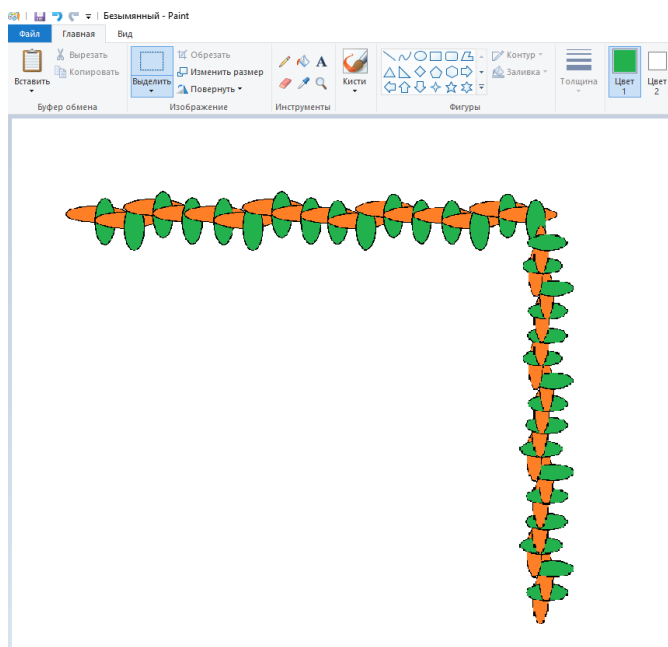 Безымянный - Paint
Файл Главная Вид
Вставить
Вырезать
Копировать
Буфер обмена
Выделить
Обрезать
Изменить размер
Повернуть
Изображение
A
Инструменты
Кисти
Контур
Заливка
Фигуры
Толщина
Цвет
1
Цвет
2